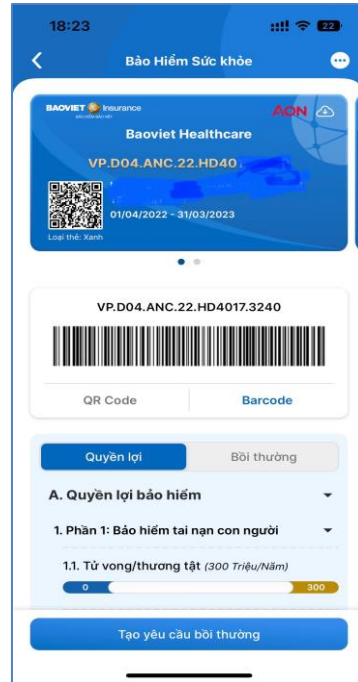 18:23
22
Bảo Hiểm Sức khỏe
BAOVIET Insurance
AON
Baoviet Healthcare
VP.D04.ANC.22.HD40
01/04/2022 - 31/03/2023
Loại thẻ: Xanh
VP.D04.ANC.22.HD4017.3240
QR Code
Barcode
Quyền lợi
Bồi thường
A. Quyền lợi bảo hiểm
1. Phần 1: Bảo hiểm tai nạn con người
1.1. Tử vong/thương tật (300 Triệu/Năm)
0
300
Tạo yêu cầu bồi thường